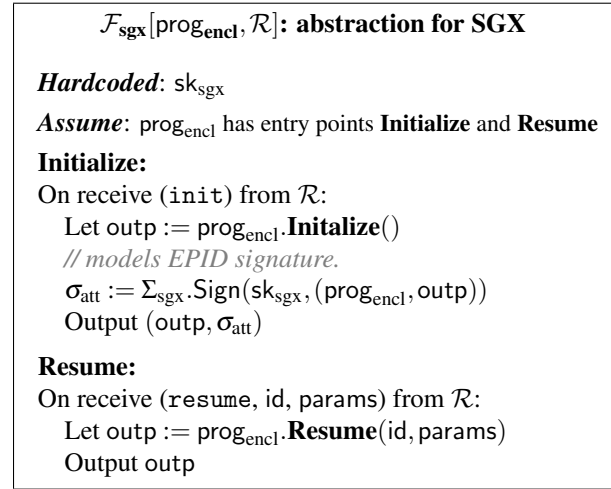 𝓕sgx[prog_encl, 𝓡]: abstraction for SGX
Hardcoded: sk_sgx
Assume: prog_encl has entry points Initialize and Resume
Initialize:
On receive (init) from 𝓡:
Let outp := prog_encl.Initalize()
// models EPID signature.
σ_att := Σ_sgx.Sign(sk_sgx, (prog_encl, outp))
Output (outp, σ_att)
Resume:
On receive (resume, id, params) from 𝓡:
Let outp := prog_encl.Resume(id, params)
Output outp